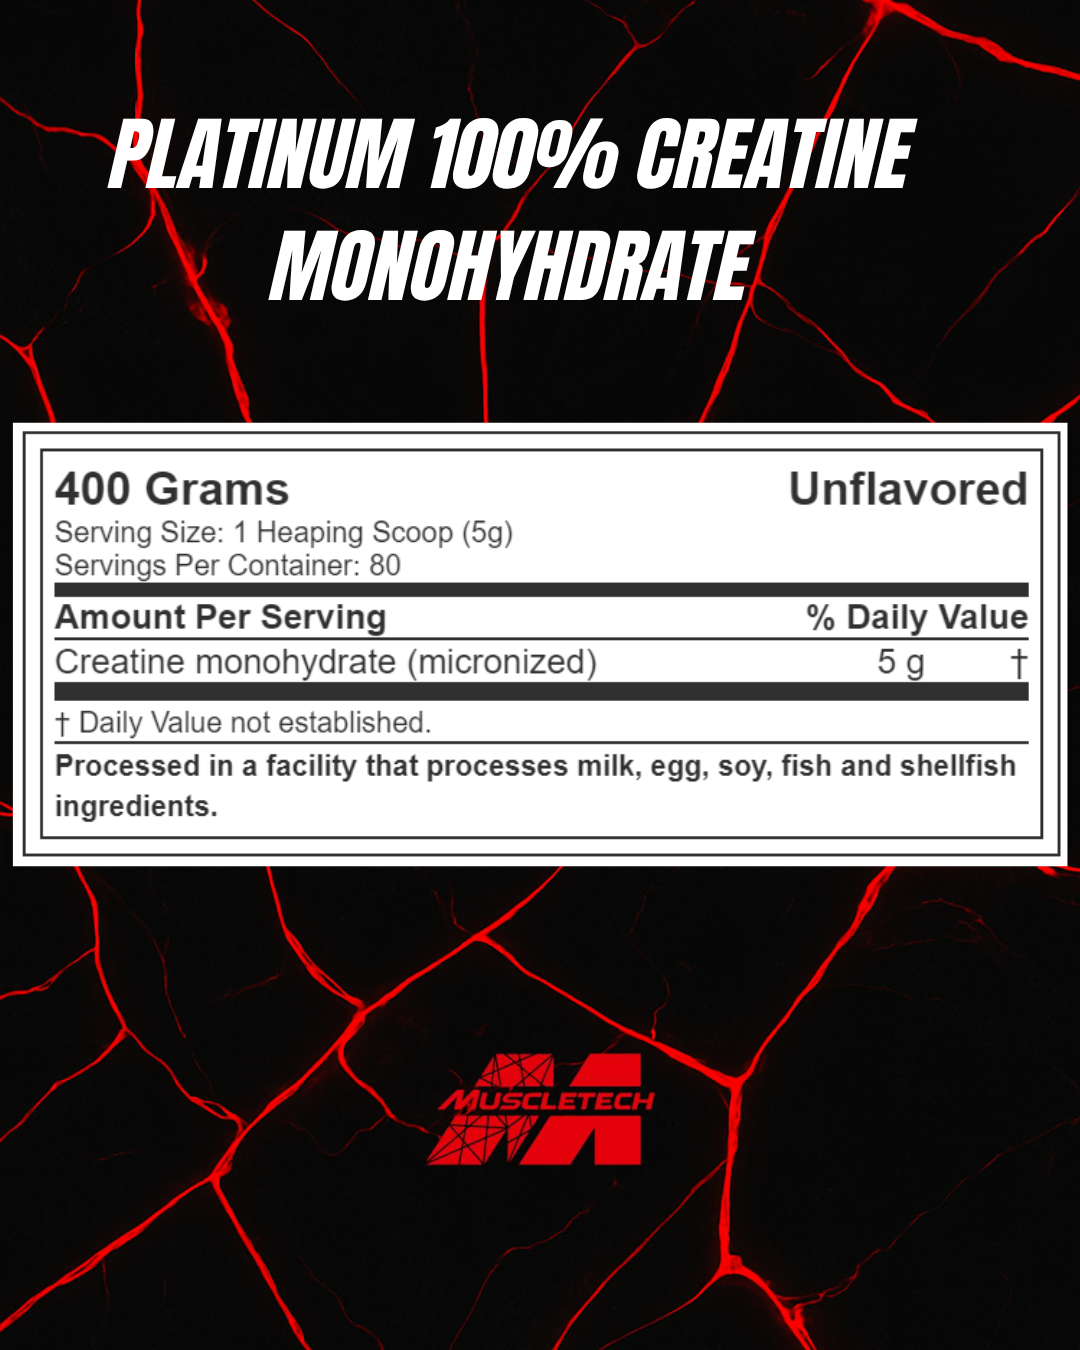 PLATINUM 100% CREATINE
MONOHYHDRATE
400 Grams Unflavored
Serving Size: 1 Heaping Scoop (5g)
Servings Per Container: 80
Amount Per Serving % Daily Value
Creatine monohydrate (micronized) 5 g †
† Daily Value not established.
Processed in a facility that processes milk, egg, soy, fish and shellfish
ingredients.
MUSCLETECH